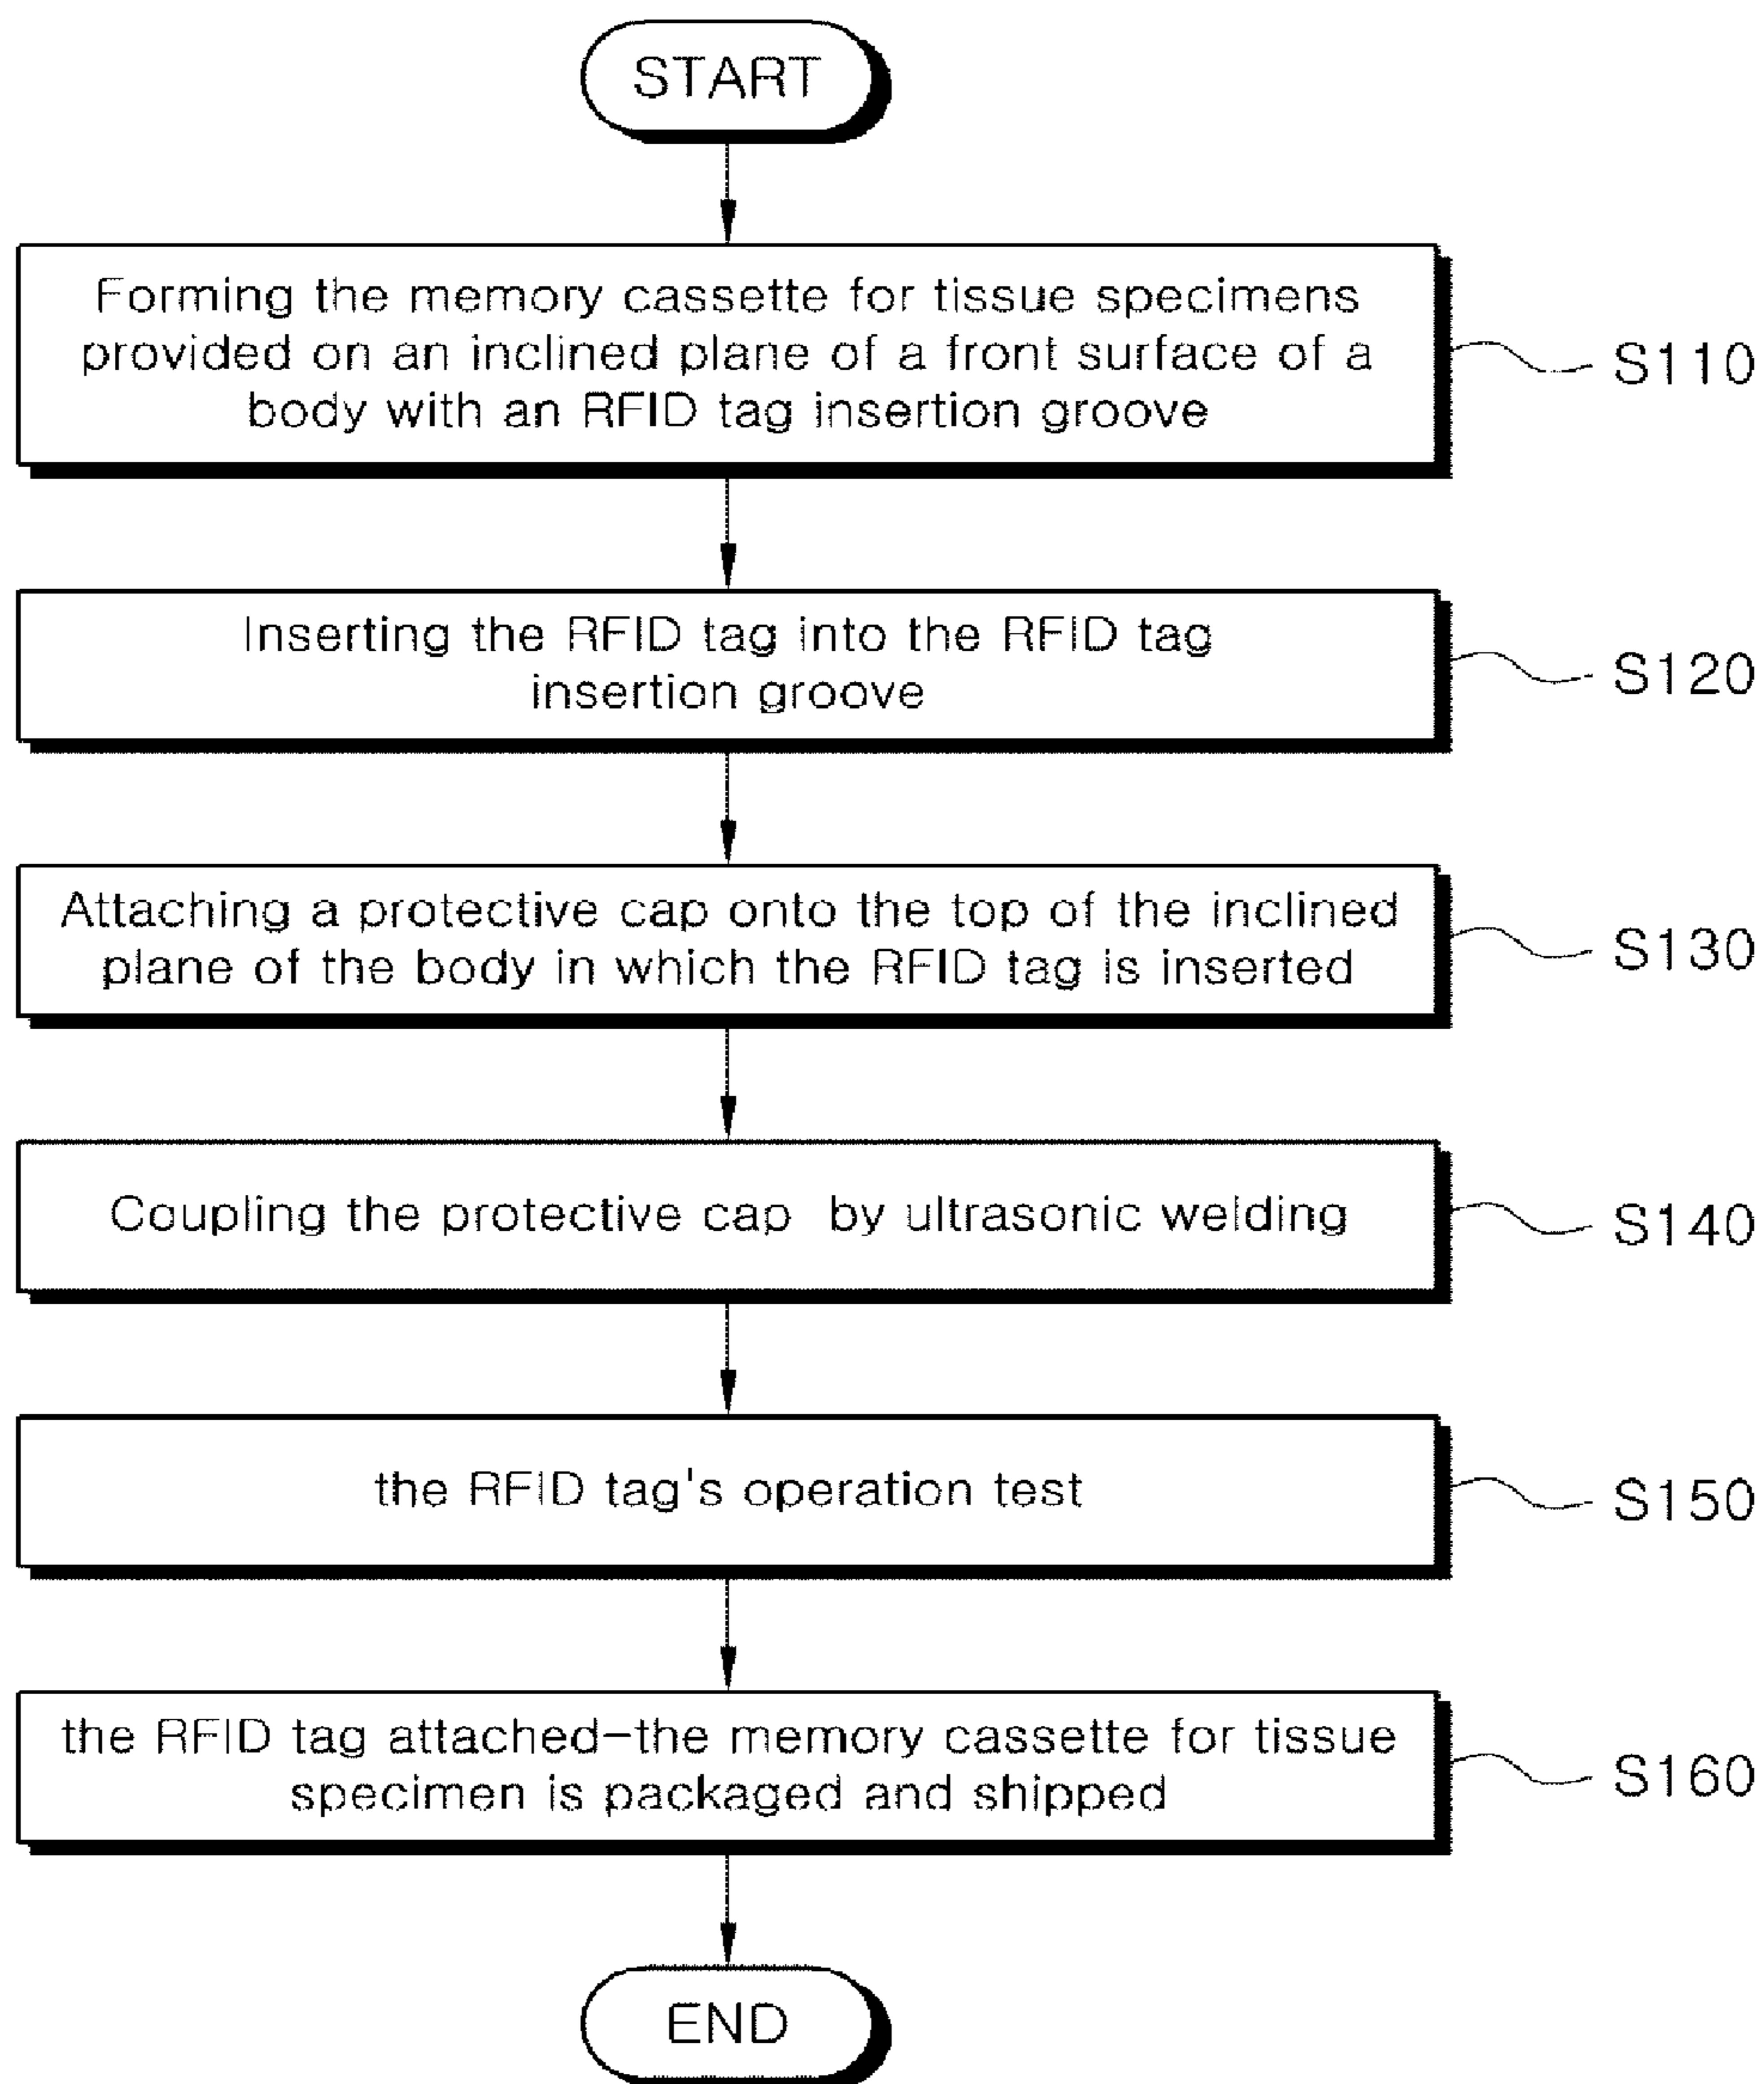 START
Forming the memory cassette for tissue specimens
provided on an inclined plane of a front surface of a
body with an RFID tag insertion groove
S110
Inserting the RFID tag into the RFID tag
insertion groove
S120
Attaching a protective cap onto the top of the inclined
plane of the body in which the RFID tag is inserted
S130
Coupling the protective cap by ultrasonic welding
S140
the RFID tag's operation test
S150
the RFID tag attached-the memory cassette for tissue
specimen is packaged and shipped
S160
END